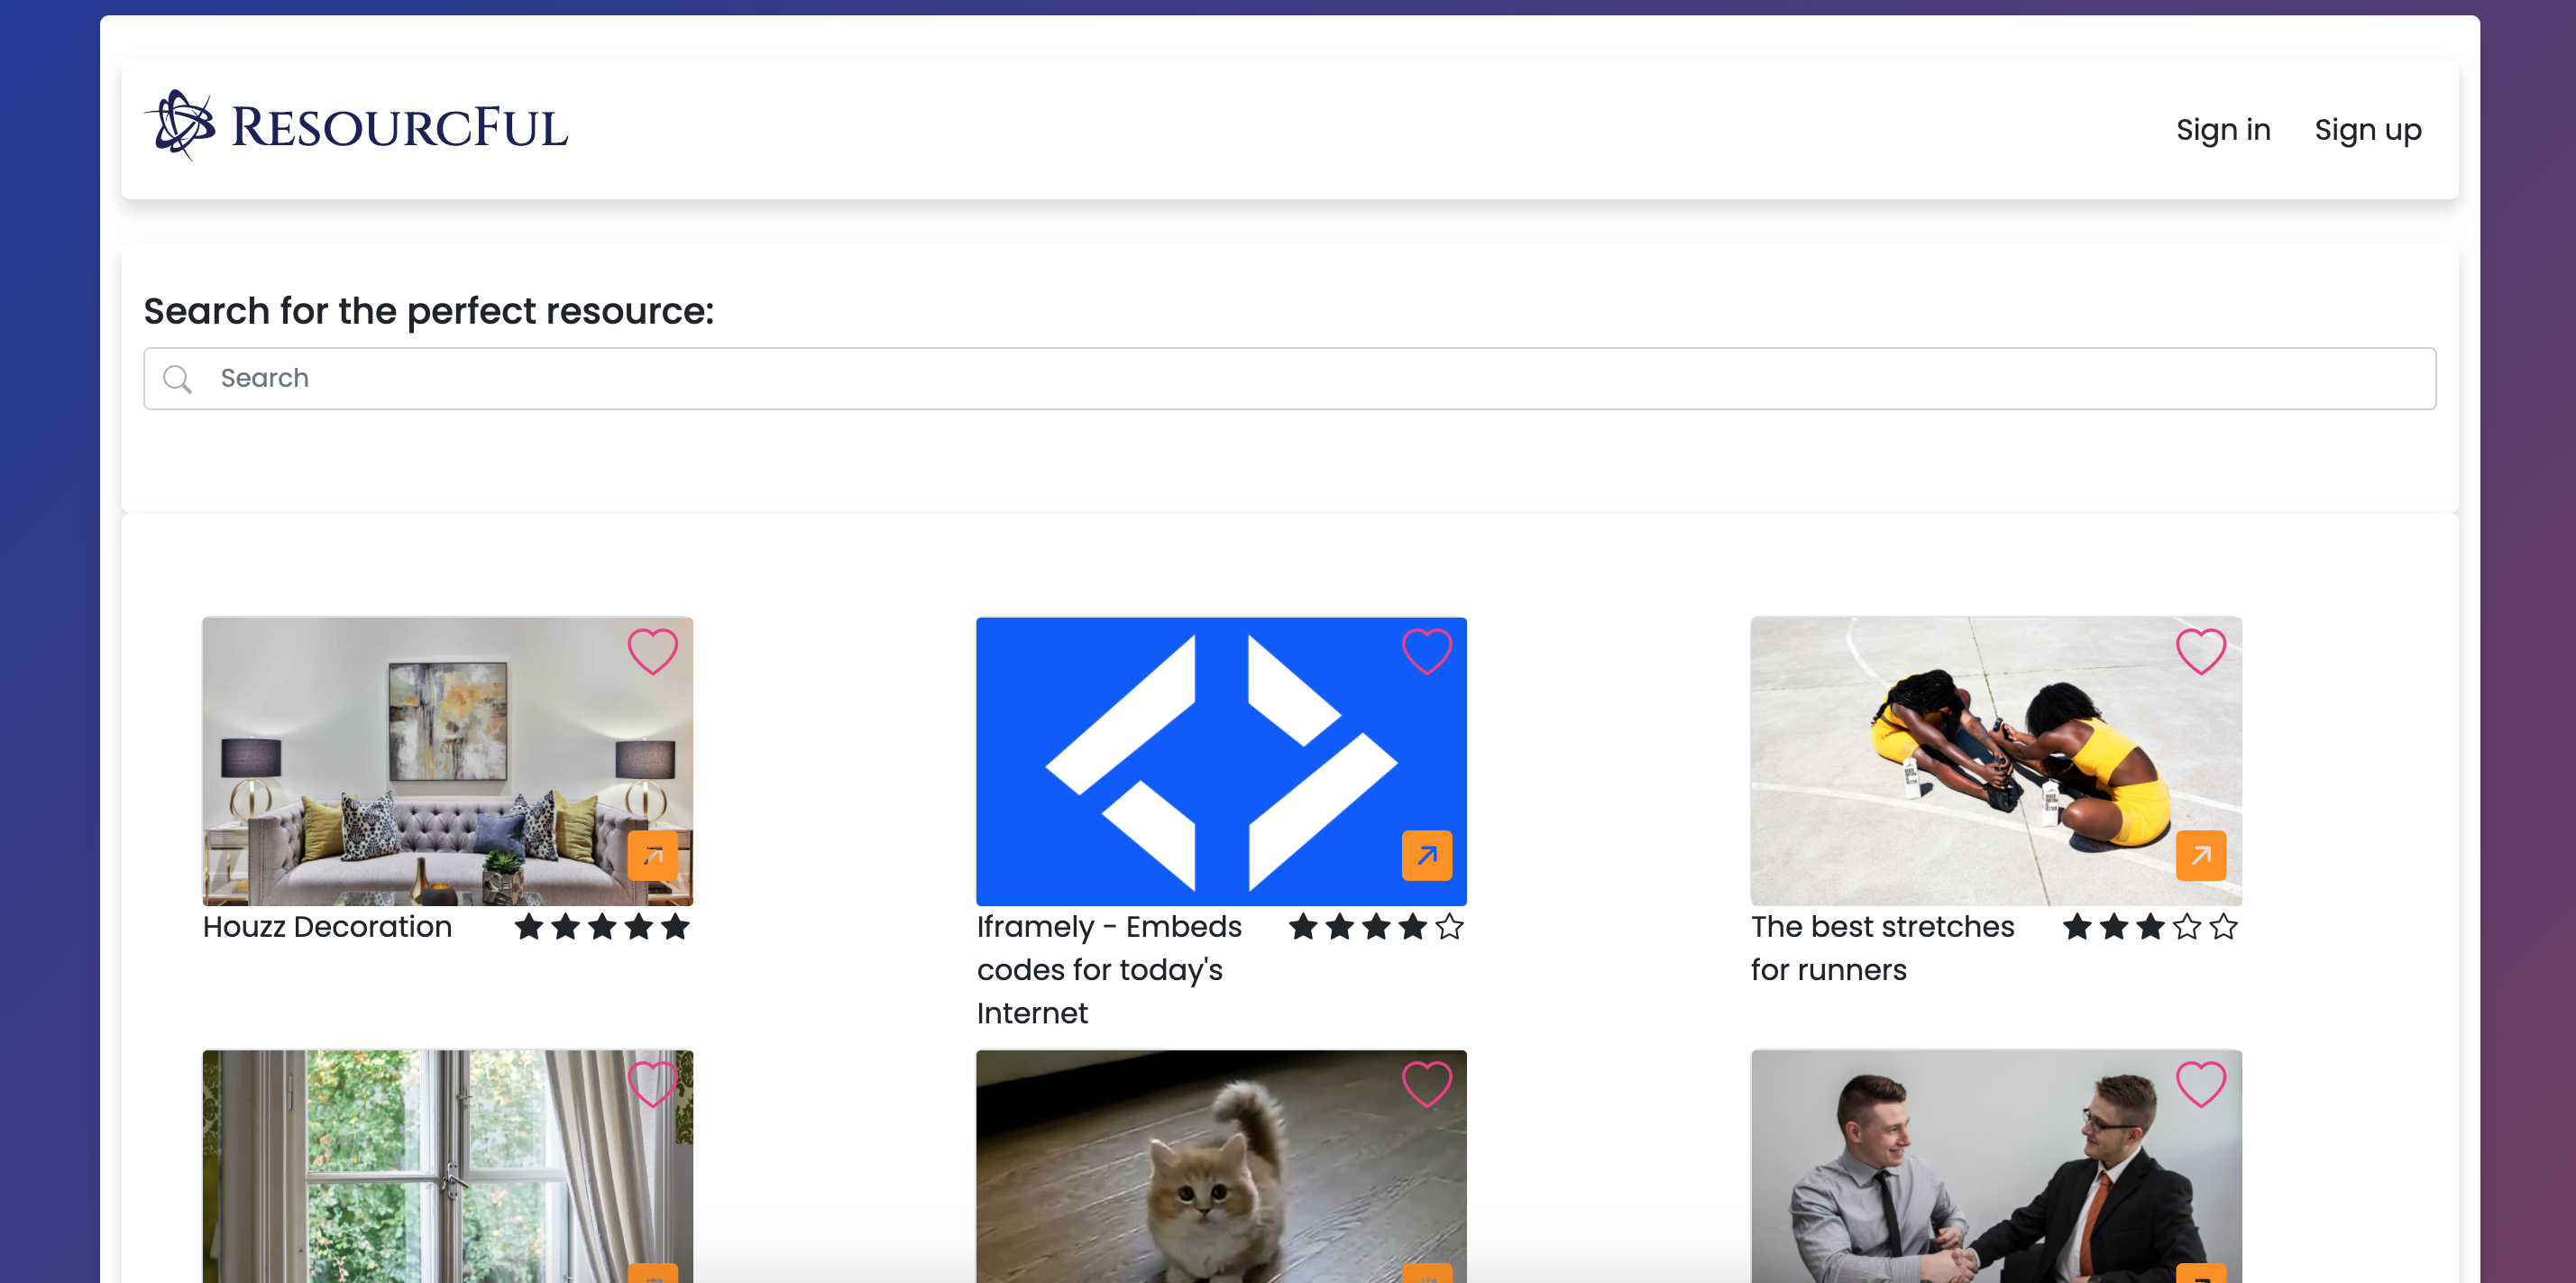 ResourcFul
Sign in
Sign up
Search for the perfect resource:
Search
Houzz Decoration
Iframely - Embeds
codes for today's
Internet
The best stretches
for runners